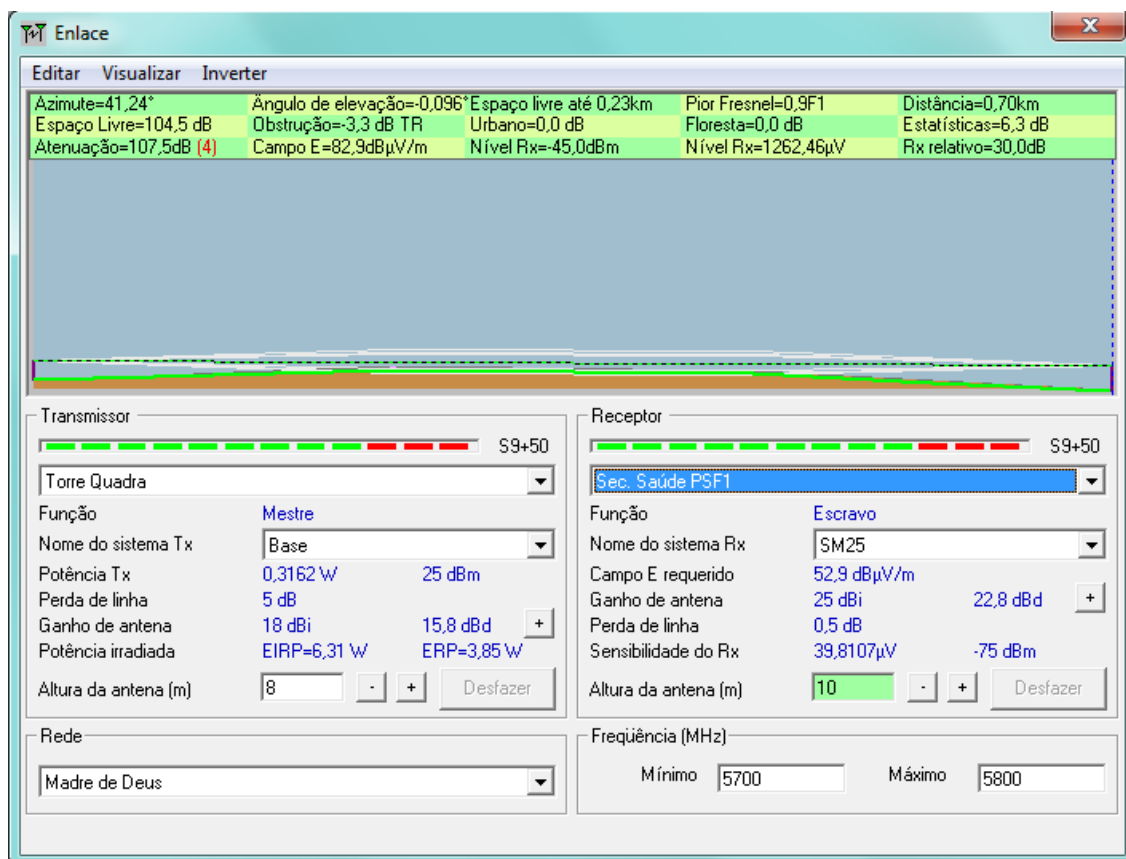 Enlace
Editar Visualizar Inverter
Azimute=41,24° Ângulo de elevação=-0,096° Espaço livre até 0,23km Pior Fresnel=0,9F1 Distância=0,70km
Espaço Livre=104,5 dB Obstrução=-3,3 dB TR Urbano=0,0 dB Floresta=0,0 dB Estatísticas=6,3 dB
Atenuação=107,5dB (4) Campo E=82,9dBµV/m Nível Rx=-45,0dBm Nível Rx=1262,46µV Rx relativo=30,0dB
Transmissor
S9+50
Torre Quadra
Função Mestre
Nome do sistema Tx Base
Potência Tx 0,3162 W 25 dBm
Perda de linha 5 dB
Ganho de antena 18 dBi 15,8 dBd +
Potência irradiada EIRP=6,31 W ERP=3,85 W
Altura da antena (m) 8 - + Desfazer
Receptor
S9+50
Sec. Saúde PSF1
Função Escravo
Nome do sistema Rx SM25
Campo E requerido 52,9 dBµV/m
Ganho de antena 25 dBi 22,8 dBd +
Perda de linha 0,5 dB
Sensibilidade do Rx 39,8107µV -75 dBm
Altura da antena (m) 10 - + Desfazer
Rede
Madre de Deus
Freqüência (MHz)
Mínimo 5700 Máximo 5800